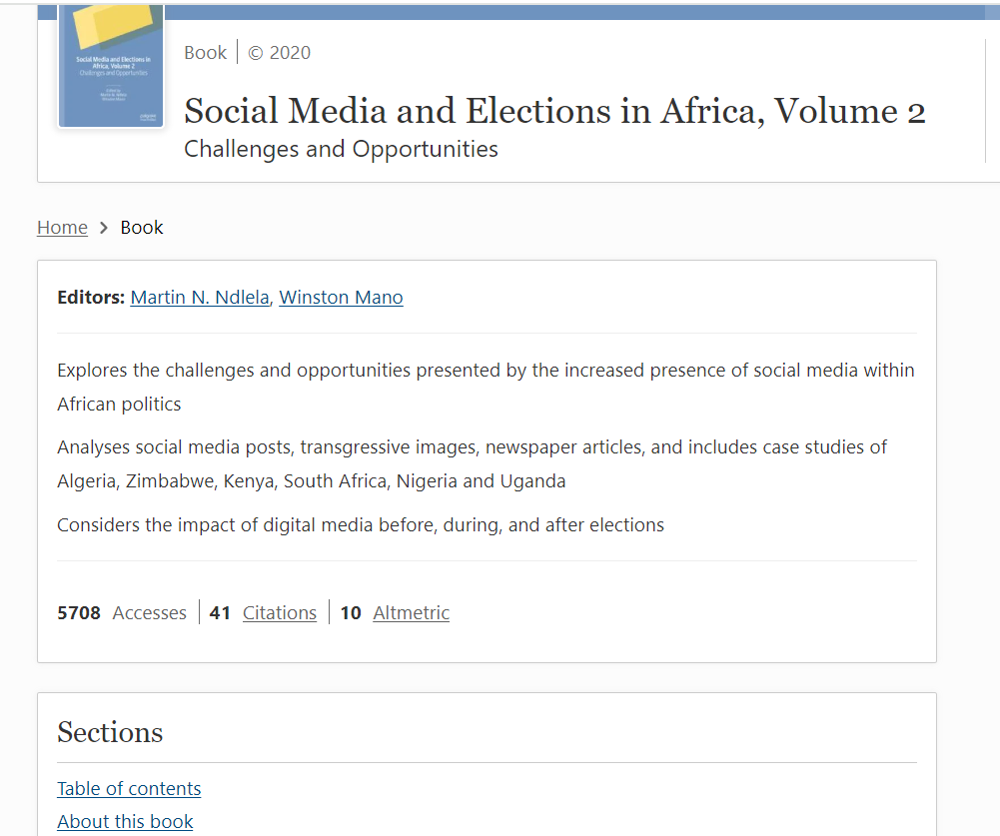 Social Media and Elections in
Africa, Volume 2
Challenges and Opportunities
Book
© 2020
Social Media and Elections in Africa, Volume 2
Challenges and Opportunities
Home > Book
Editors: Martin N. Ndlela, Winston Mano
Explores the challenges and opportunities presented by the increased presence of social media within
African politics
Analyses social media posts, transgressive images, newspaper articles, and includes case studies of
Algeria, Zimbabwe, Kenya, South Africa, Nigeria and Uganda
Considers the impact of digital media before, during, and after elections
5708 Accesses 41 Citations 10 Altmetric
Sections
Table of contents
About this book